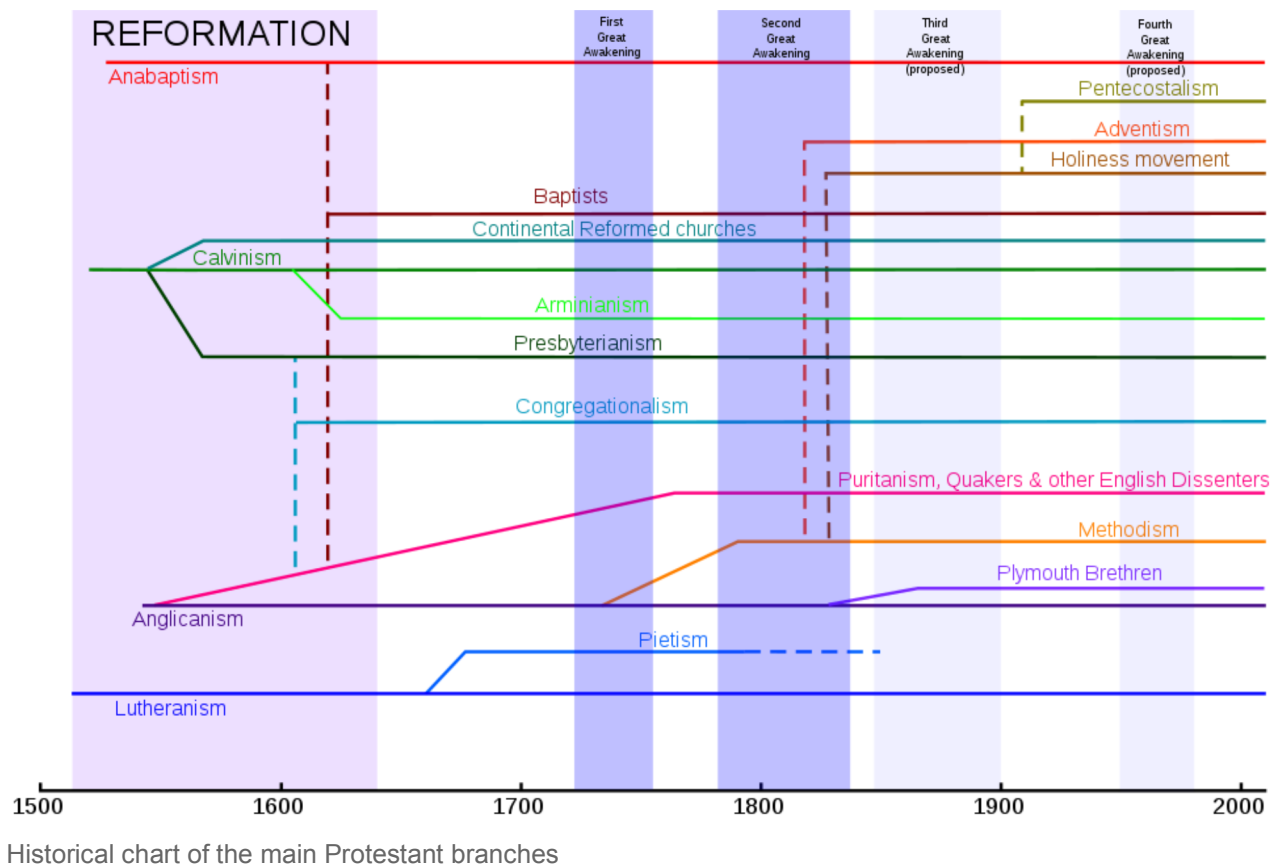 REFORMATION
First
Great
Awakening
Second
Great
Awakening
Third
Great
Awakening
(proposed)
Fourth
Great
Awakening
(proposed)
Anabaptism
Pentecostalism
Adventism
Holiness movement
Baptists
Continental Reformed churches
Calvinism
Arminianism
Presbyterianism
Congregationalism
Puritanism, Quakers & other English Dissenters
Methodism
Plymouth Brethren
Anglicanism
Pietism
Lutheranism
1500 1600 1700 1800 1900 2000
Historical chart of the main Protestant branches